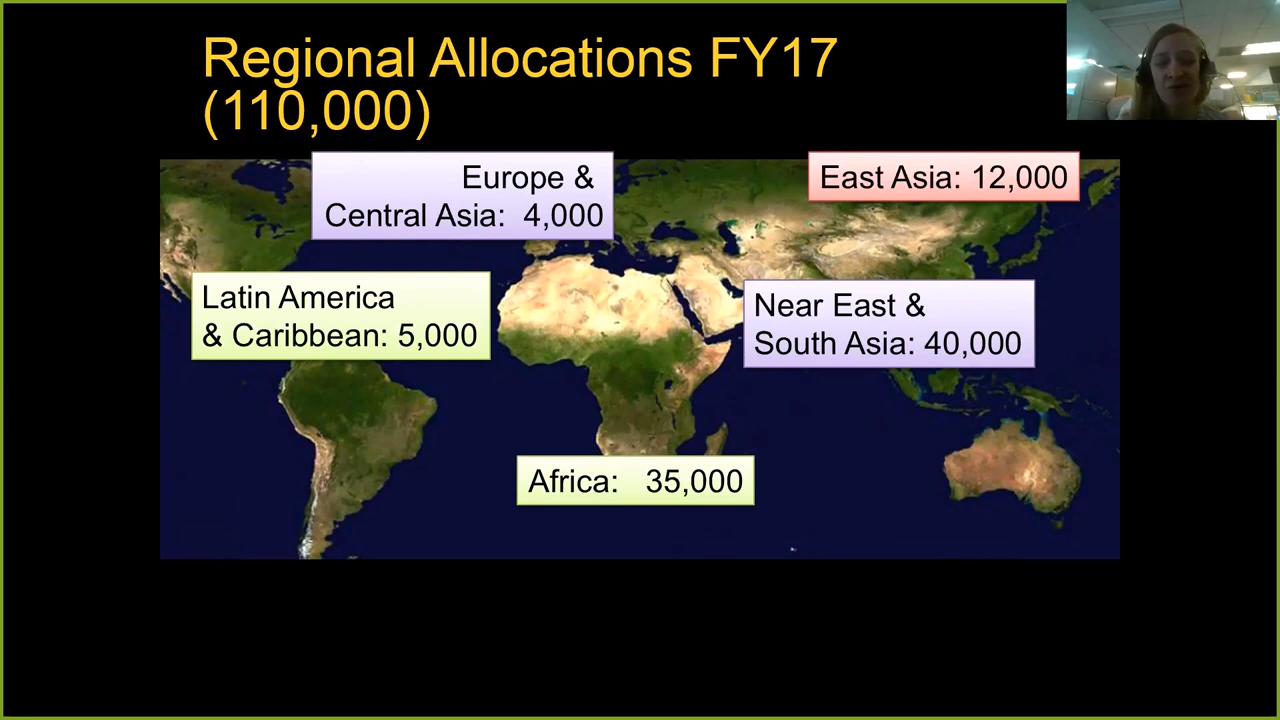 Regional Allocations FY17
(110,000)
Europe &
Central Asia: 4,000
East Asia: 12,000
Latin America
& Caribbean: 5,000
Near East &
South Asia: 40,000
Africa: 35,000